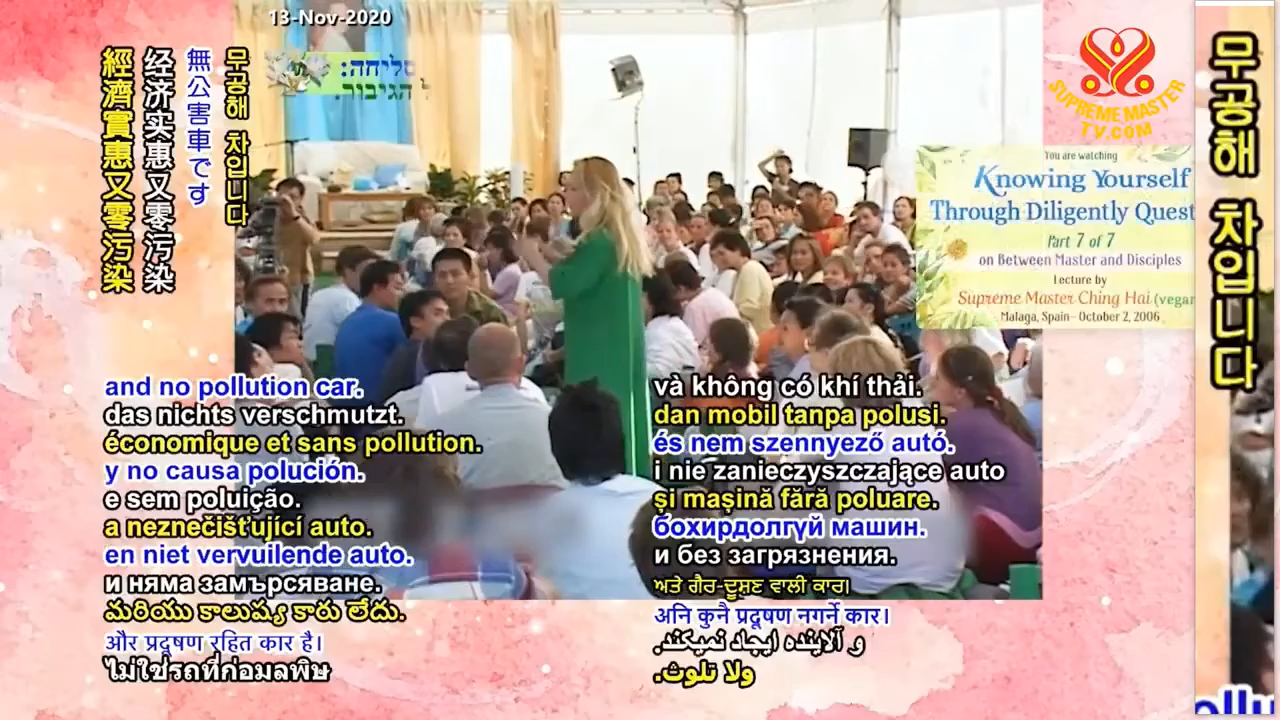 13-Nov-2020
סליחה:
הגיבור.
經濟實惠又零污染
经济实惠又零污染
無公害車です
무공해 차입니다
SUPREME MASTER
TV.COM
You are watching
Knowing Yourself
Through Diligently Quest
Part 7 of 7
on Between Master and Disciples
Lecture by
Supreme Master Ching Hai (vegan
Malaga, Spain – October 2, 2006
무공해 차입니다
and no pollution car.
das nichts verschmutzt.
économique et sans pollution.
y no causa polución.
e sem poluição.
a neznečišťující auto.
en niet vervuilende auto.
и няма замърсяване.
మరియు కాలుష్య కారు లేదు.
और प्रदूषण रहित कार है।
ไม่ใช่รถที่ก่อมลพิษ
và không có khí thải.
dan mobil tanpa polusi.
és nem szennyező autó.
i nie zanieczyszczające auto
și mașină fără poluare.
бохирдолгүй машин.
и без загрязнения.
ਅਤੇ ਗੈਰ-ਦੂਸ਼ਣ ਵਾਲੀ ਕਾਰ।
अनि कुनै प्रदूषण नगर्ने कार।
و آلاینده ایجاد نمیکند.
ولا تلوث.